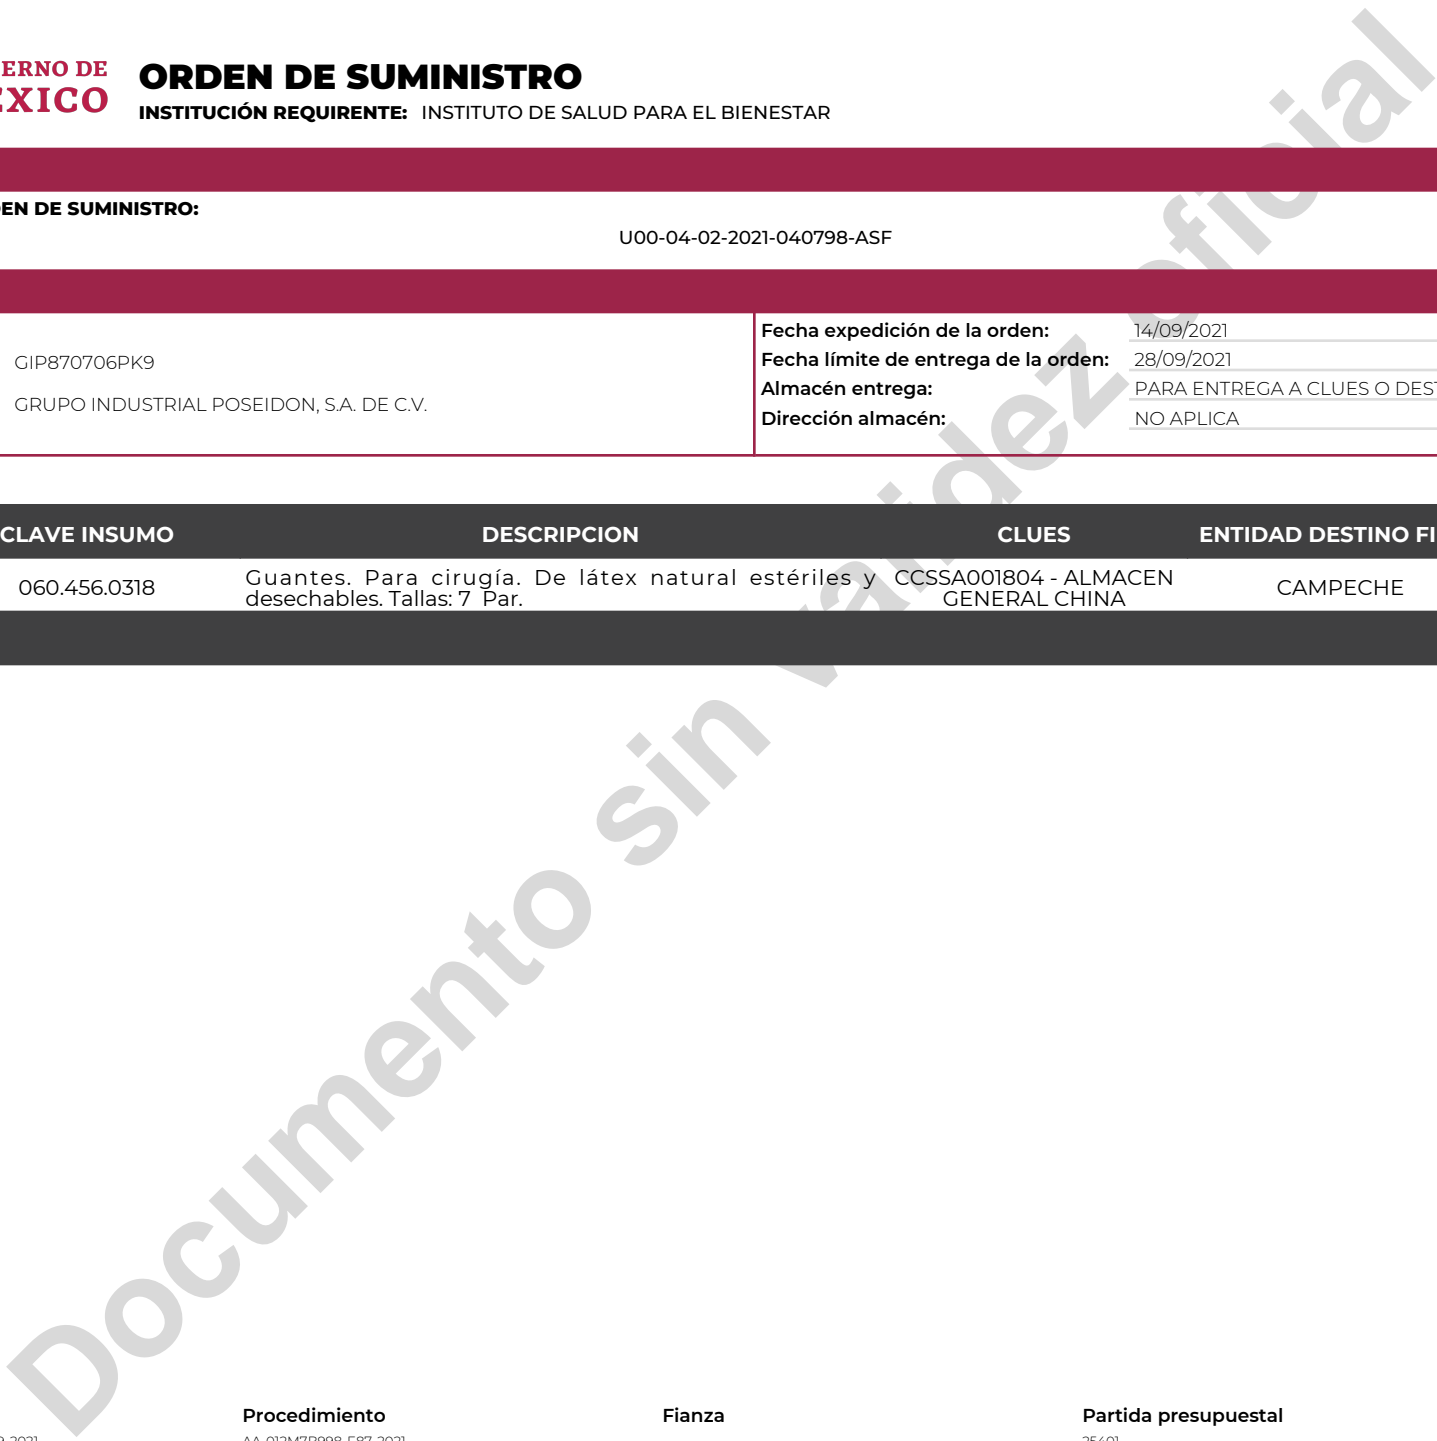 ERNO DE
ORDEN DE SUMINISTRO
XICO
INSTITUCIÓN REQUIRENTE: INSTITUTO DE SALUD PARA EL BIENESTAR
EN DE SUMINISTRO:
U00-04-02-2021-040798-ASF
Fecha expedición de la orden: 14/09/2021
GIP870706PK9
Fecha límite de entrega de la orden: 28/09/2021
Almacén entrega: PARA ENTREGA A CLUES O DEST
GRUPO INDUSTRIAL POSEIDON, S.A. DE C.V.
Dirección almacén: NO APLICA
CLAVE INSUMO DESCRIPCION CLUES ENTIDAD DESTINO FI
060.456.0318 Guantes. Para cirugía. De látex natural estériles y desechables. Tallas: 7 Par. CCSSA001804 - ALMACEN GENERAL CHINA CAMPECHE
Documento sin validez oficial
Procedimiento Fianza Partida presupuestal